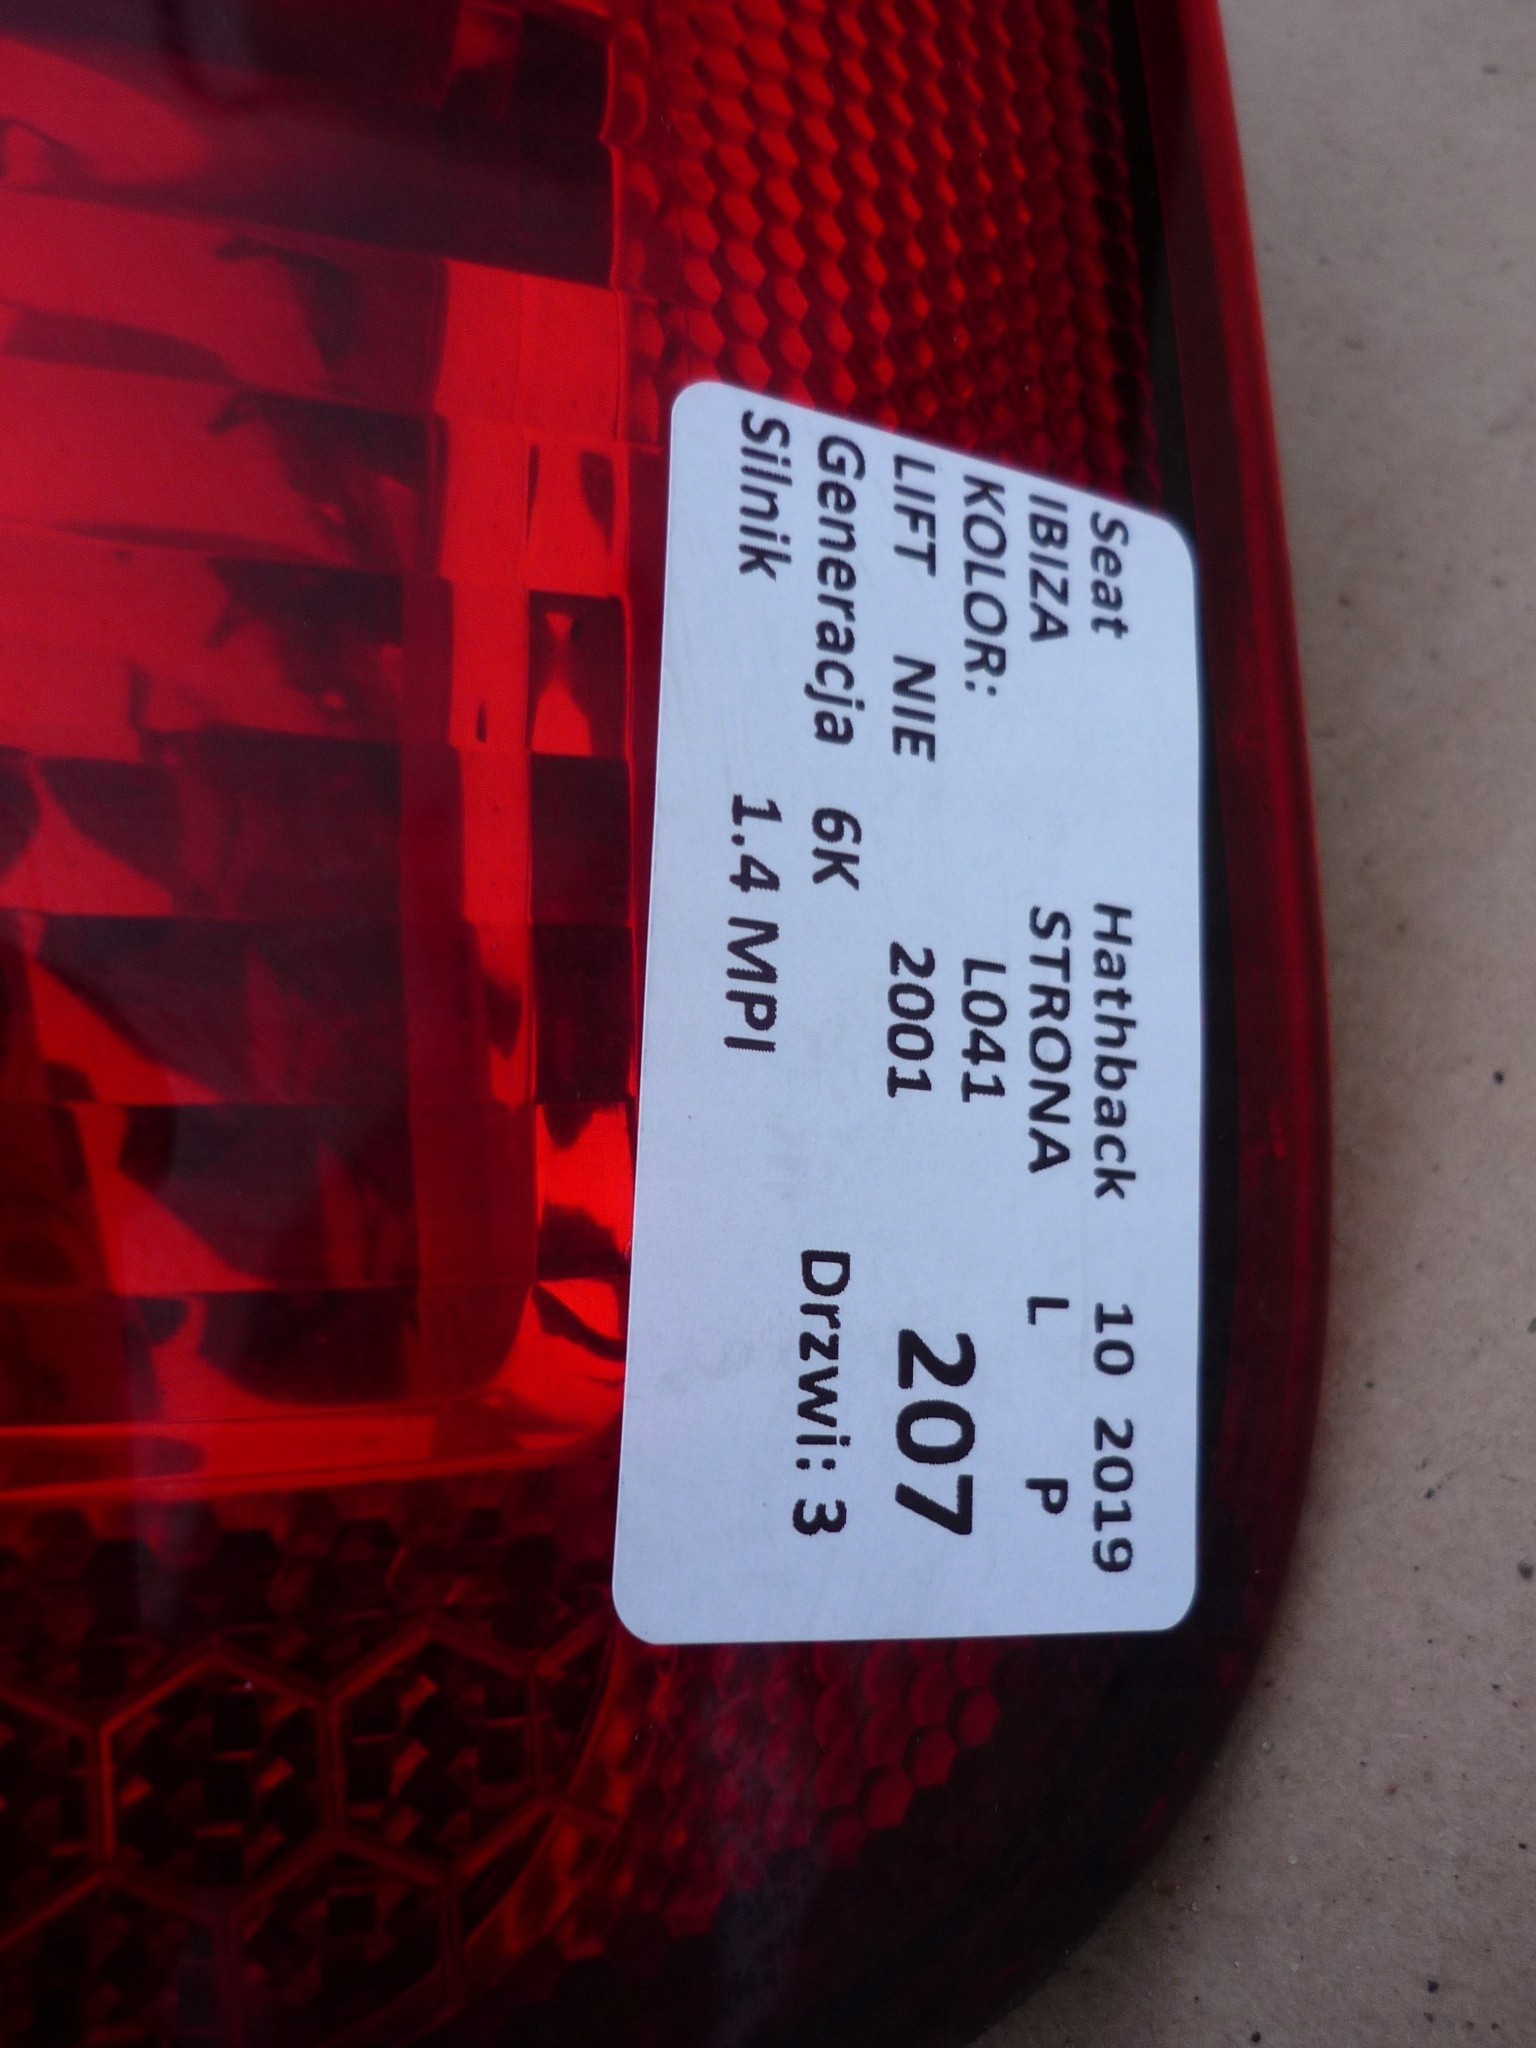 Seat Hathback 10 2019
IBIZA STRONA L P
KOLOR: L041
LIFT NIE 2001 207
Generacja 6K Drzwi: 3
Silnik 1.4 MPI